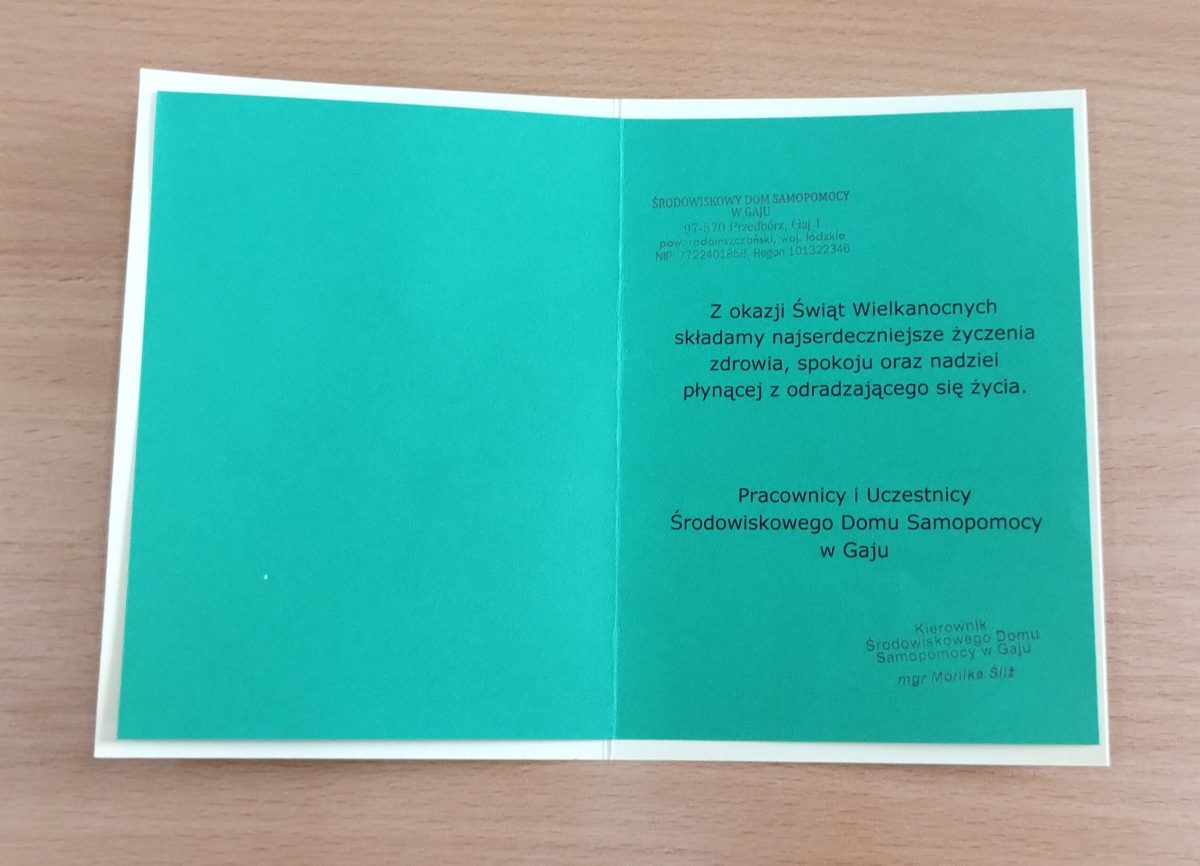 ŚRODOWISKOWY DOM SAMOPOMOCY
W GAJU
97-570 Przedbórz, Gaj 1
pow. radomszczański, woj. łódzkie
NIP: 7722401858, Regon 101322346
Z okazji Świąt Wielkanocnych
składamy najserdeczniejsze życzenia
zdrowia, spokoju oraz nadziei
płynącej z odradzającego się życia.
Pracownicy i Uczestnicy
Środowiskowego Domu Samopomocy
w Gaju
Kierownik
Środowiskowego Domu
Samopomocy w Gaju
mgr Monika Śliż